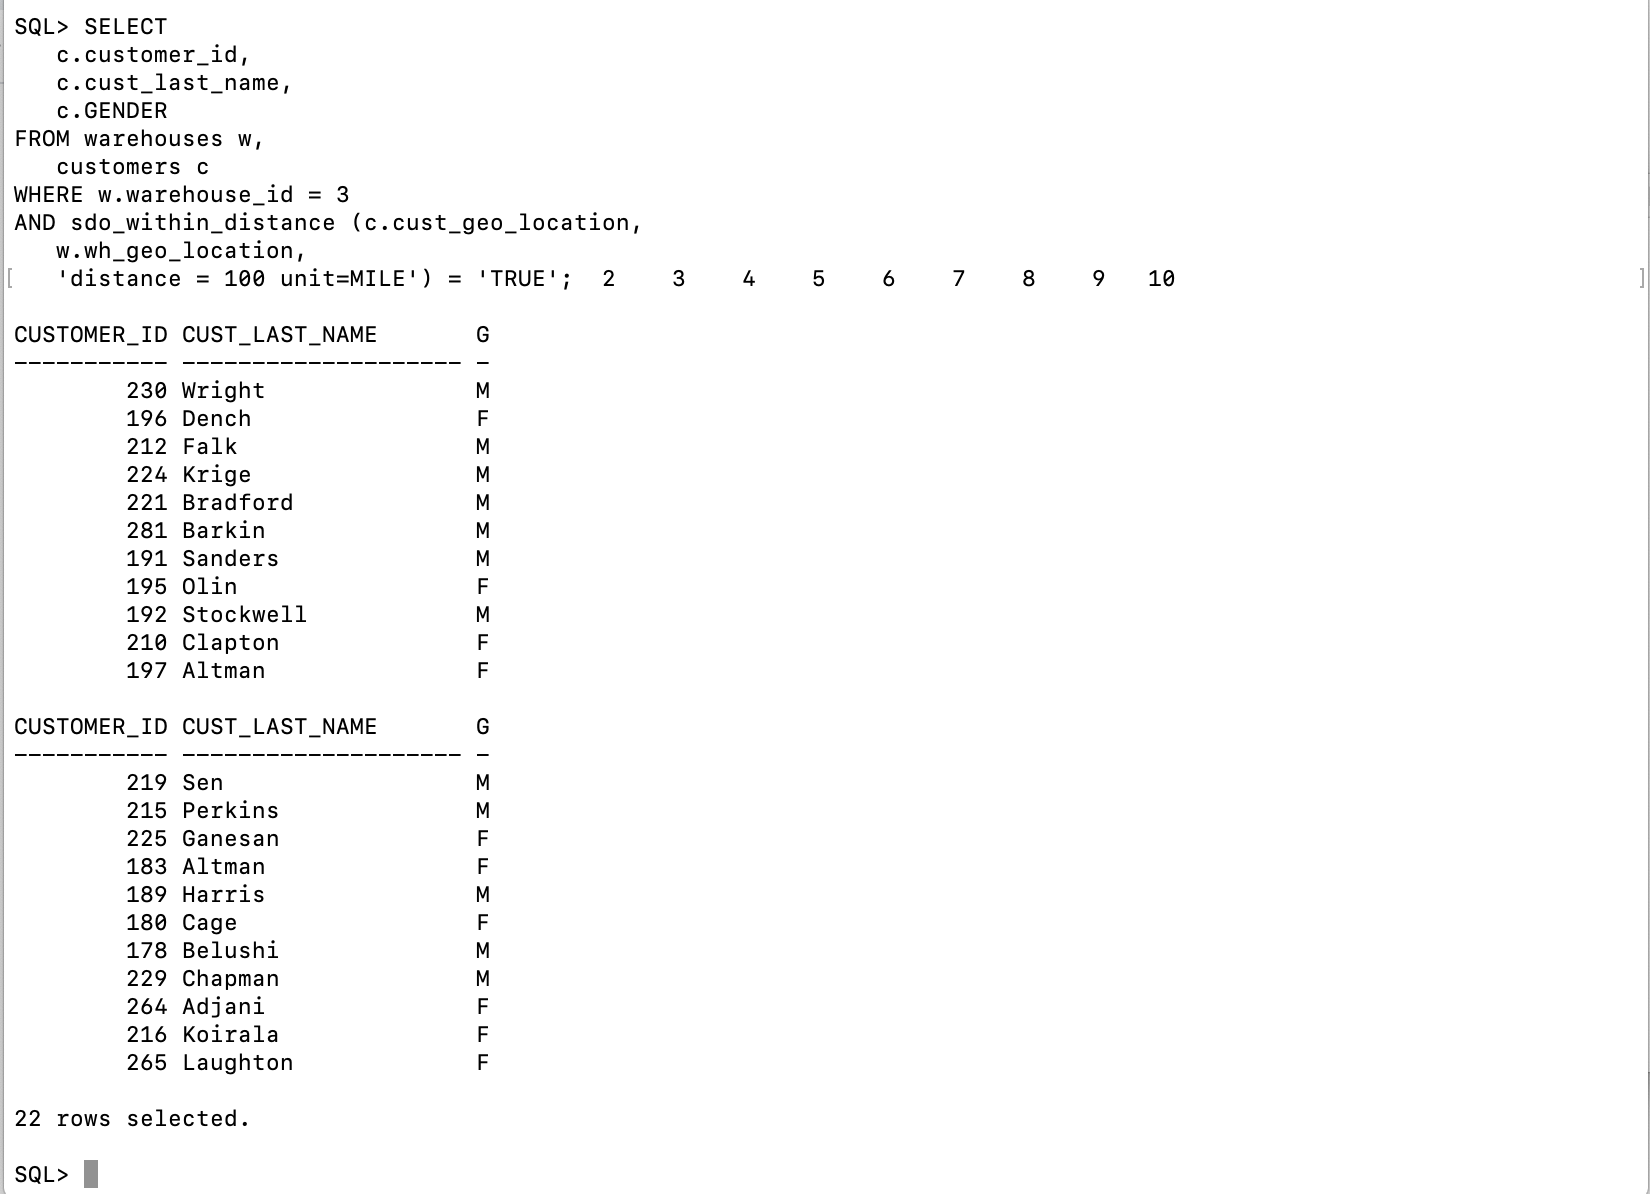 SQL> SELECT
   c.customer_id,
   c.cust_last_name,
   c.GENDER
FROM warehouses w,
   customers c
WHERE w.warehouse_id = 3
AND sdo_within_distance (c.cust_geo_location,
   w.wh_geo_location,
[   'distance = 100 unit=MILE') = 'TRUE';  2    3    4    5    6    7    8    9   10 ]

CUSTOMER_ID CUST_LAST_NAME       G
----------- -------------------- -
        230 Wright               M
        196 Dench                F
        212 Falk                 M
        224 Krige                M
        221 Bradford             M
        281 Barkin               M
        191 Sanders              M
        195 Olin                 F
        192 Stockwell            M
        210 Clapton              F
        197 Altman               F

CUSTOMER_ID CUST_LAST_NAME       G
----------- -------------------- -
        219 Sen                  M
        215 Perkins              M
        225 Ganesan              F
        183 Altman               F
        189 Harris               M
        180 Cage                 F
        178 Belushi              M
        229 Chapman              M
        264 Adjani               F
        216 Koirala              F
        265 Laughton             F

22 rows selected.

SQL>